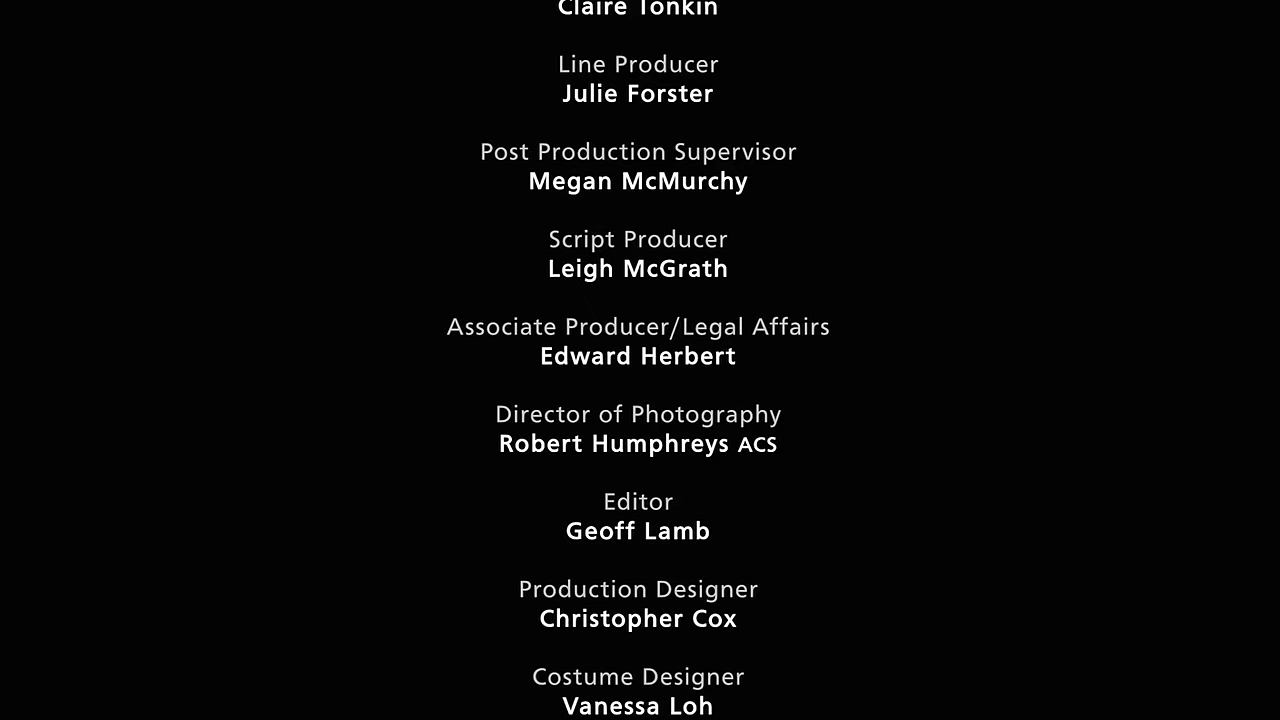 Claire Tonkin
Line Producer
Julie Forster
Post Production Supervisor
Megan McMurchy
Script Producer
Leigh McGrath
Associate Producer/Legal Affairs
Edward Herbert
Director of Photography
Robert Humphreys ACS
Editor
Geoff Lamb
Production Designer
Christopher Cox
Costume Designer
Vanessa Loh